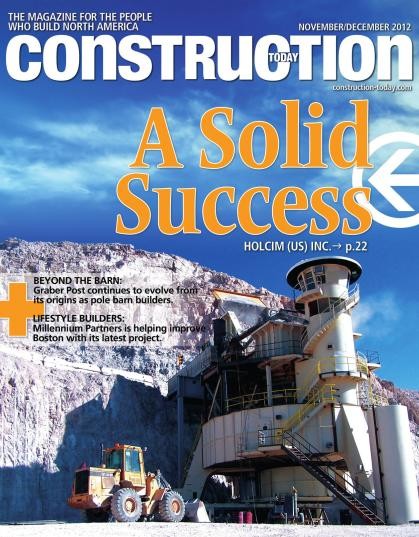 THE MAGAZINE FOR THE PEOPLE
WHO BUILD NORTH AMERICA
NOVEMBER/DECEMBER 2012
CONSTRUCTION
TODAY
construction-today.com
A Solid
Success
HOLCIM (US) INC.→ p.22
BEYOND THE BARN:
Graber Post continues to evolve from
its origins as pole barn builders.
LIFESTYLE BUILDERS:
Millennium Partners is helping improve
Boston with its latest project.